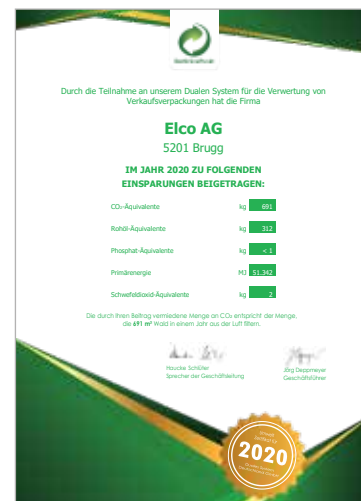 Durch die Teilnahme an unserem Dualen System für die Verwertung von
Verkaufsverpackungen hat die Firma
Elco AG
5201 Brugg
IM JAHR 2020 ZU FOLGENDEN
EINSPARUNGEN BEIGETRAGEN:
CO₂-Äquivalente kg 691
Rohöl-Äquivalente kg 312
Phosphat-Äquivalente kg < 1
Primärenergie MJ 51.342
Schwefeldioxid-Äquivalente kg 2
Die durch Ihren Beitrag vermiedene Menge an CO₂ entspricht der Menge,
die 691 m² Wald in einem Jahr aus der Luft filtern.
Haucke Schlüter Jörg Deppmeyer
Sprecher der Geschäftsleitung Geschäftsführer
2020